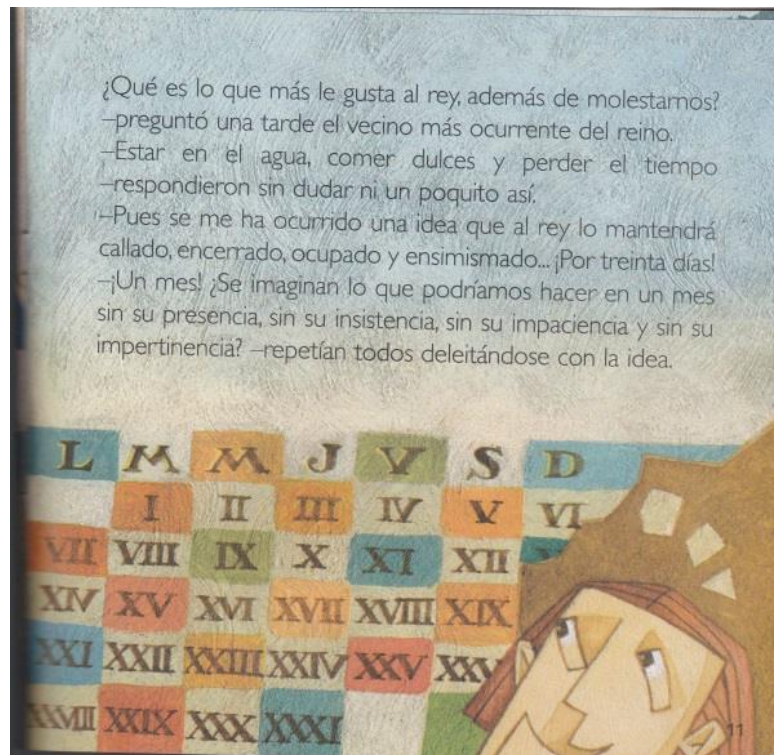 ¿Qué es lo que más le gusta al rey, además de molestarnos?
–preguntó una tarde el vecino más ocurrente del reino.
–Estar en el agua, comer dulces y perder el tiempo
–respondieron sin dudar ni un poquito así.
–Pues se me ha ocurrido una idea que al rey lo mantendrá
callado, encerrado, ocupado y ensimismado... ¡Por treinta días!
–¡Un mes! ¿Se imaginan lo que podríamos hacer en un mes
sin su presencia, sin su insistencia, sin su impaciencia y sin su
impertinencia? –repetían todos deleitándose con la idea.
L M M J V S D
I II III IV V VI
VII VIII IX X XI XII
XIV XV XVI XVII XVIII XIX
XXI XXII XXIII XXIV XXV
XXIX XXX XXXI
11